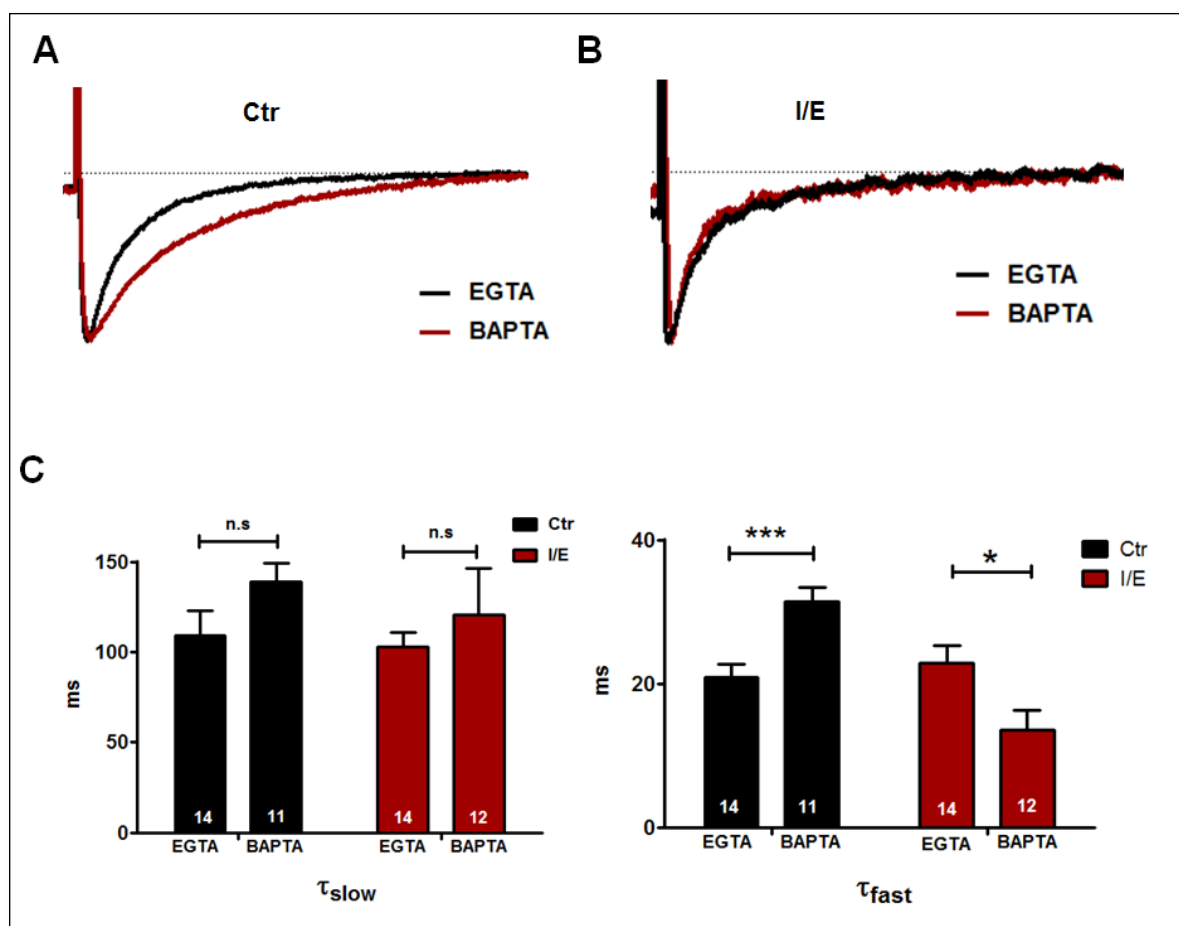 A
Ctr
EGTA
BAPTA
B
I/E
EGTA
BAPTA
C
n.s
n.s
Ctr
I/E
150
100
50
0
ms
14
11
14
12
EGTA
BAPTA
EGTA
BAPTA
τslow
***
*
Ctr
I/E
40
20
0
ms
14
11
14
12
EGTA
BAPTA
EGTA
BAPTA
τfast